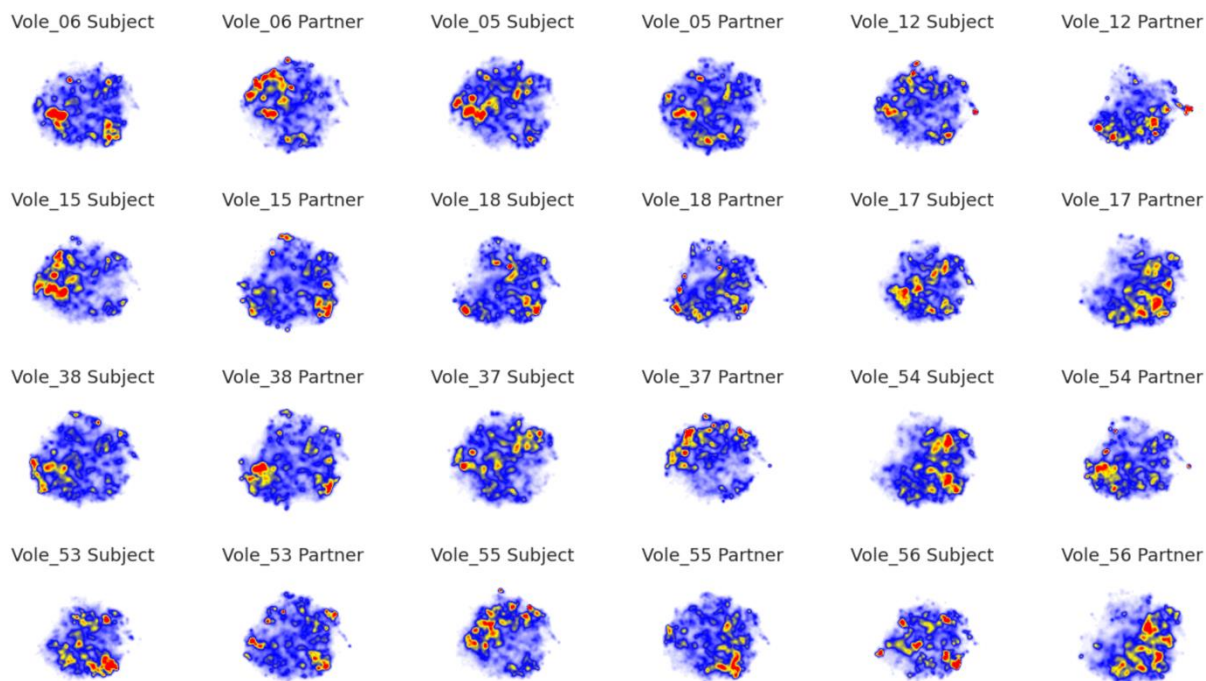 Vole_06 Subject Vole_06 Partner Vole_05 Subject Vole_05 Partner Vole_12 Subject Vole_12 Partner
Vole_15 Subject Vole_15 Partner Vole_18 Subject Vole_18 Partner Vole_17 Subject Vole_17 Partner
Vole_38 Subject Vole_38 Partner Vole_37 Subject Vole_37 Partner Vole_54 Subject Vole_54 Partner
Vole_53 Subject Vole_53 Partner Vole_55 Subject Vole_55 Partner Vole_56 Subject Vole_56 Partner